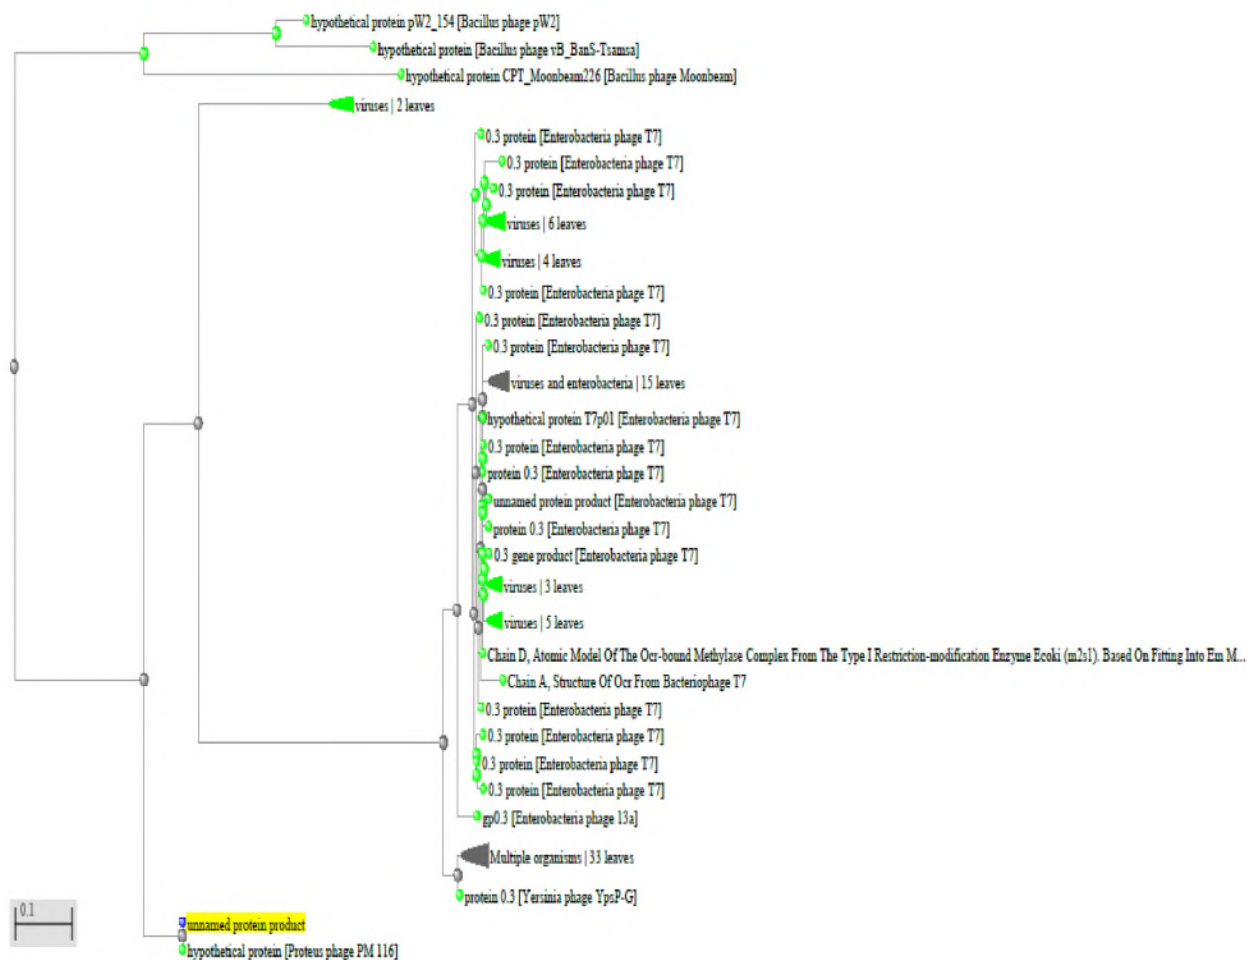 hypothetical protein pW2_154 [Bacillus phage pW2]
hypothetical protein [Bacillus phage vB_BanS-Tsamsa]
hypothetical protein CPT_Moonbeam226 [Bacillus phage Moonbeam]
viruses | 2 leaves
0.3 protein [Enterobacteria phage T7]
0.3 protein [Enterobacteria phage T7]
0.3 protein [Enterobacteria phage T7]
viruses | 6 leaves
viruses | 4 leaves
0.3 protein [Enterobacteria phage T7]
0.3 protein [Enterobacteria phage T7]
0.3 protein [Enterobacteria phage T7]
viruses and enterobacteria | 15 leaves
hypothetical protein T7p01 [Enterobacteria phage T7]
0.3 protein [Enterobacteria phage T7]
protein 0.3 [Enterobacteria phage T7]
unnamed protein product [Enterobacteria phage T7]
protein 0.3 [Enterobacteria phage T7]
0.3 gene product [Enterobacteria phage T7]
viruses | 3 leaves
viruses | 5 leaves
Chain D, Atomic Model Of The Ocr-bound Methylase Complex From The Type I Restriction-modification Enzyme Ecoki (m2s1). Based On Fitting Into Em M...
Chain A, Structure Of Ocr From Bacteriophage T7
0.3 protein [Enterobacteria phage T7]
0.3 protein [Enterobacteria phage T7]
0.3 protein [Enterobacteria phage T7]
0.3 protein [Enterobacteria phage T7]
gp0.3 [Enterobacteria phage 13a]
Multiple organisms | 33 leaves
protein 0.3 [Yersinia phage YpsP-G]
0.1
unnamed protein product
hypothetical protein [Proteus phage PM 116]